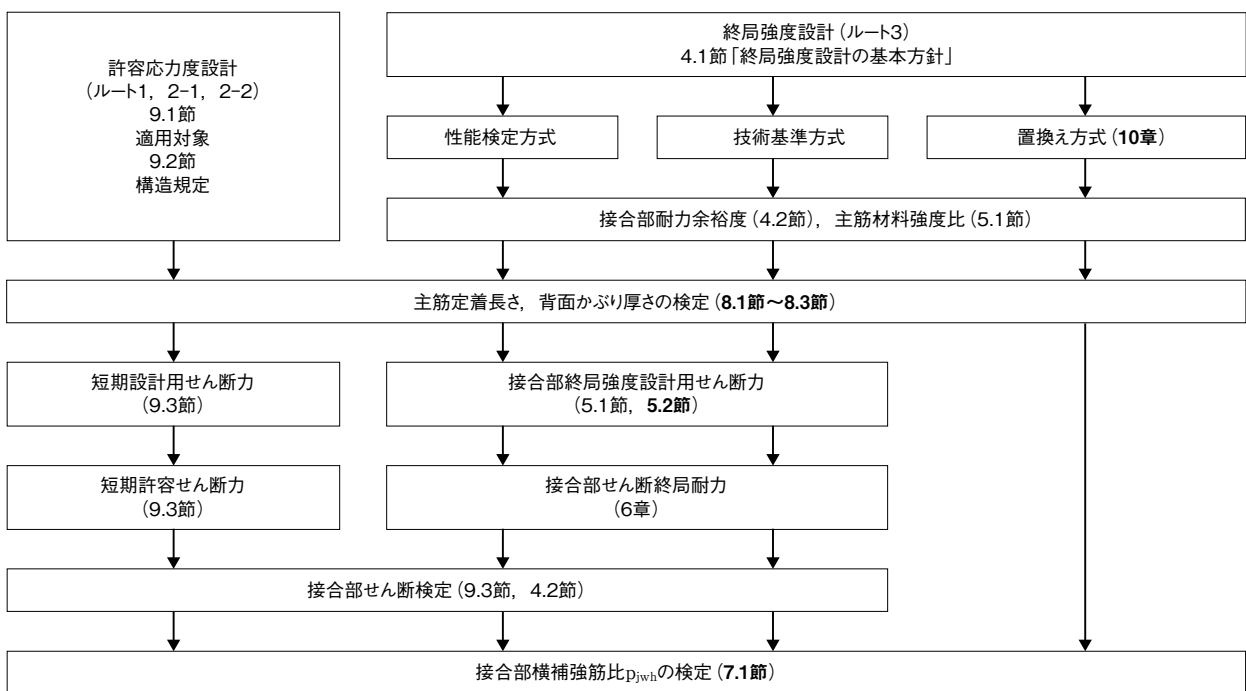 許容応力度設計
(ルート1, 2-1, 2-2)
9.1節
適用対象
9.2節
構造規定
終局強度設計(ルート3)
4.1節「終局強度設計の基本方針」
性能検定方式
技術基準方式
置換え方式(10章)
接合部耐力余裕度(4.2節), 主筋材料強度比(5.1節)
主筋定着長さ, 背面かぶり厚さの検定(8.1節〜8.3節)
短期設計用せん断力
(9.3節)
接合部終局強度設計用せん断力
(5.1節, 5.2節)
短期許容せん断力
(9.3節)
接合部せん断終局耐力
(6章)
接合部せん断検定(9.3節, 4.2節)
接合部横補強筋比pjwhの検定(7.1節)